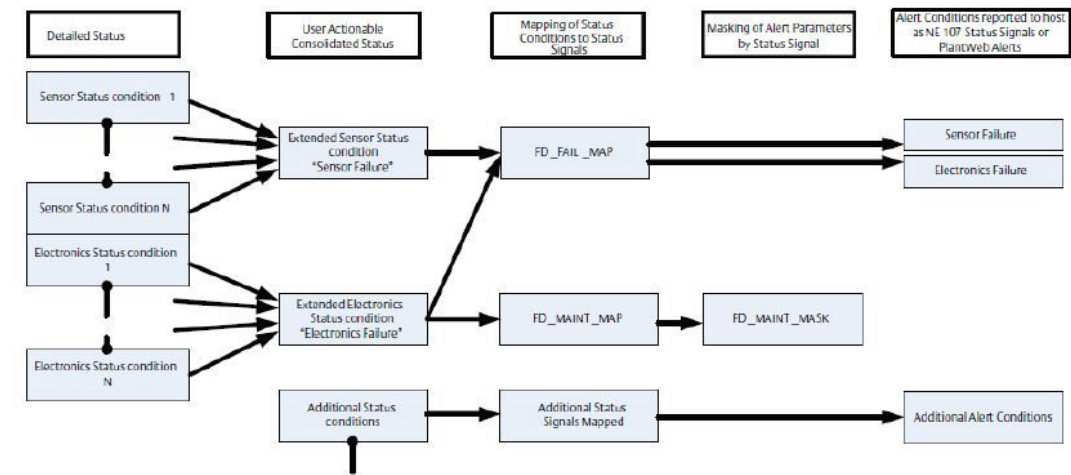 Detailed Status
User Actionable
Consolidated Status
Mapping of Status
Conditions to Status
Signals
Masking of Alert Parameters
by Status Signal
Alert Conditions reported to host
as NE 107 Status Signals or
PlantWeb Alerts
Sensor Status condition 1
Sensor Status condition N
Electronics Status condition
1
Electronics Status condition
N
Extended Sensor Status
condition
"Sensor Failure"
FD_FAIL_MAP
Sensor Failure
Electronics Failure
Extended Electronics
Status condition
"Electronics Failure"
FD_MAINT_MAP
FD_MAINT_MASK
Additional Status
conditions
Additional Status
Signals Mapped
Additional Alert Conditions